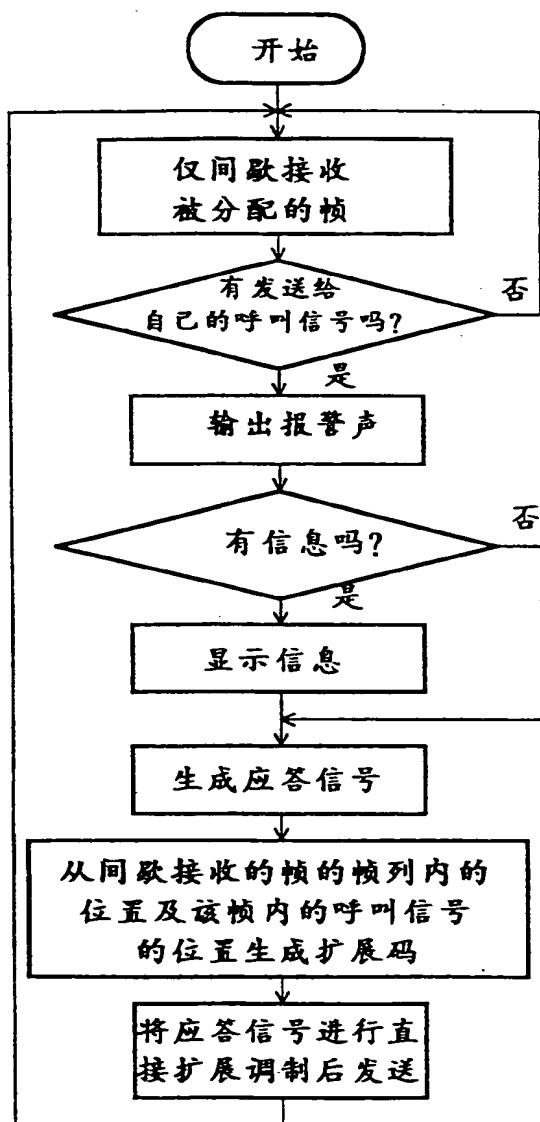 开始
仅间歇接收
被分配的帧
有发送给
自己的呼叫信号吗?
否
是
输出报警声
有信息吗?
否
是
显示信息
生成应答信号
从间歇接收的帧的帧列内的
位置及该帧内的呼叫信号
的位置生成扩展码
将应答信号进行直
接扩展调制后发送